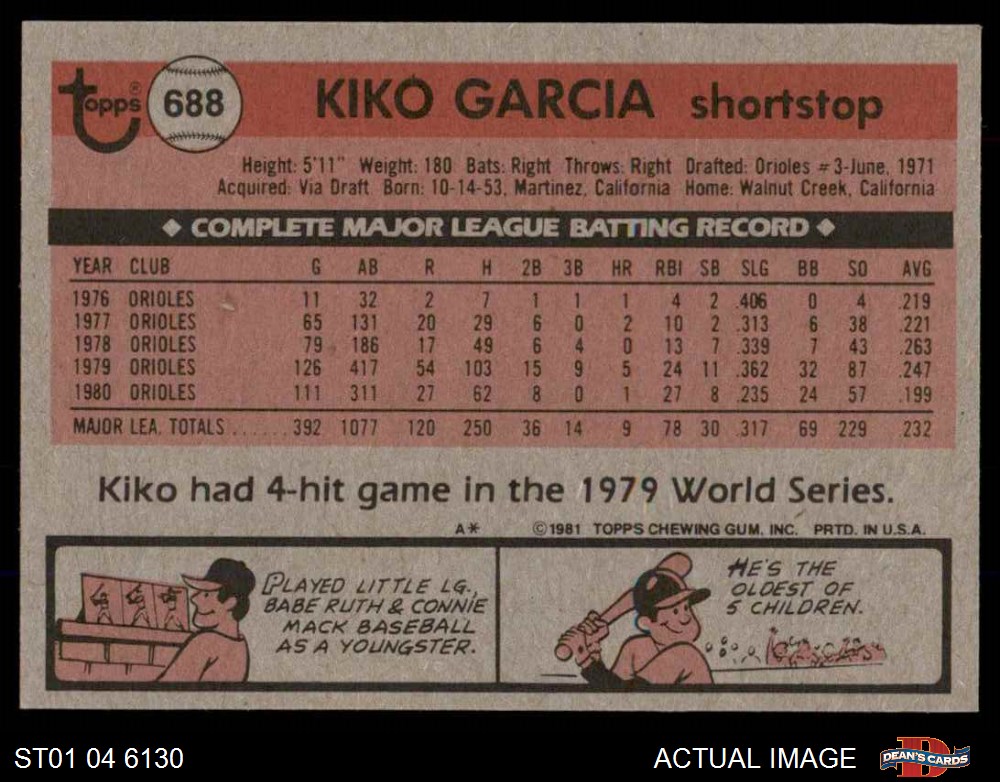 topps® 688 KIKO GARCIA shortstop
Height: 5'11" Weight: 180 Bats: Right Throws: Right Drafted: Orioles #3-June, 1971
Acquired: Via Draft Born: 10-14-53, Martinez, California Home: Walnut Creek, California
◆ COMPLETE MAJOR LEAGUE BATTING RECORD ◆
YEAR CLUB G AB R H 2B 3B HR RBI SB SLG BB SO AVG
1976 ORIOLES 11 32 2 7 1 1 1 4 2 .406 0 4 .219
1977 ORIOLES 65 131 20 29 6 0 2 10 2 .313 6 38 .221
1978 ORIOLES 79 186 17 49 6 4 0 13 7 .339 7 43 .263
1979 ORIOLES 126 417 54 103 15 9 5 24 11 .362 32 87 .247
1980 ORIOLES 111 311 27 62 8 0 1 27 8 .235 24 57 .199
MAJOR LEA. TOTALS ...... 392 1077 120 250 36 14 9 78 30 .317 69 229 .232
Kiko had 4-hit game in the 1979 World Series.
A* ©1981 TOPPS CHEWING GUM, INC. PRTD. IN U.S.A.
PLAYED LITTLE LG.,
BABE RUTH & CONNIE
MACK BASEBALL
AS A YOUNGSTER.
HE'S THE
OLDEST OF
5 CHILDREN.
ST01 04 6130 ACTUAL IMAGE DEAN'S CARDS